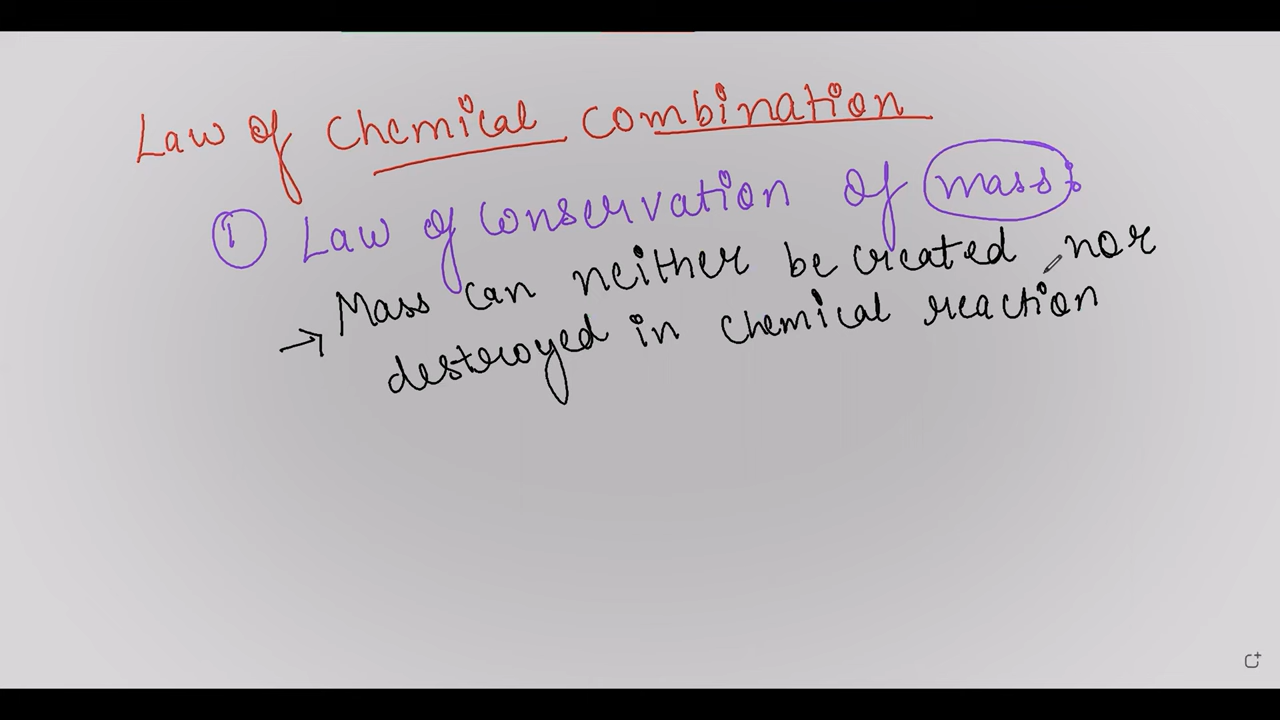 Law of Chemical Combination
① Law of Conservation of mass:
→ Mass can neither be created nor
destroyed in chemical reaction